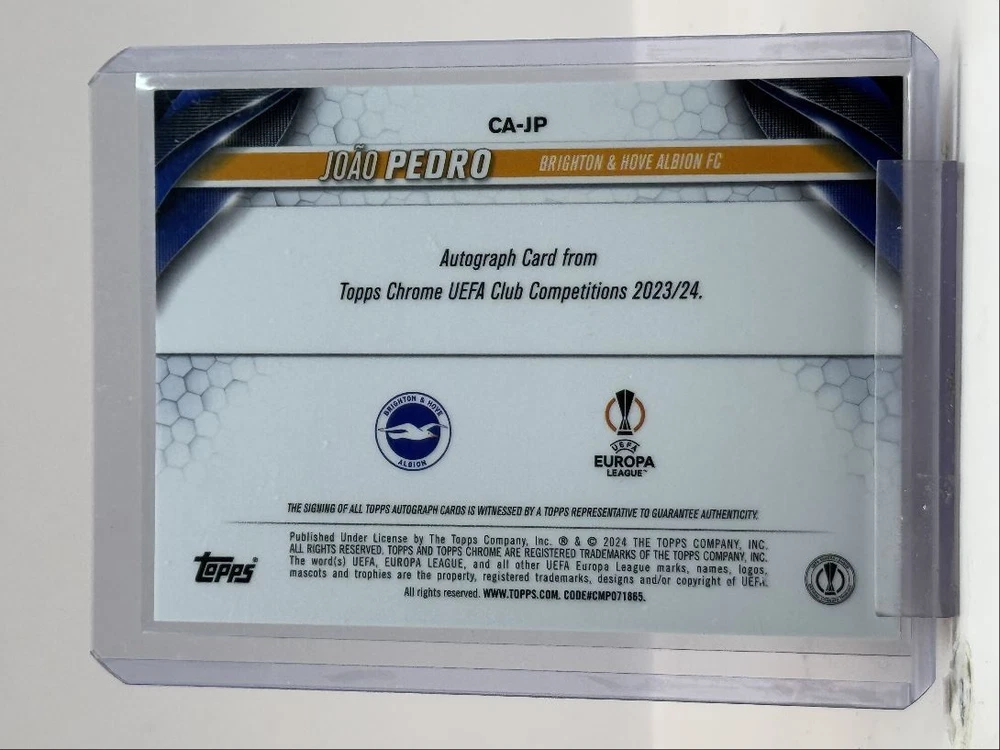 CA-JP
JOÃO PEDRO BRIGHTON & HOVE ALBION FC
Autograph Card from
Topps Chrome UEFA Club Competitions 2023/24.
BRIGHTON & HOVE
ALBION
UEFA
EUROPA
LEAGUE™
THE SIGNING OF ALL TOPPS AUTOGRAPH CARDS IS WITNESSED BY A TOPPS REPRESENTATIVE TO GUARANTEE AUTHENTICITY.
Published Under License by The Topps Company, Inc. ® & © 2024 THE TOPPS COMPANY, INC.
ALL RIGHTS RESERVED. TOPPS AND TOPPS CHROME ARE REGISTERED TRADEMARKS OF THE TOPPS COMPANY, INC.
The word(s) UEFA, EUROPA LEAGUE, and all other UEFA Europa League marks, names, logos,
mascots and trophies are the property, registered trademarks, designs and/or copyright of UEFA.
All rights reserved. WWW.TOPPS.COM. CODE#CMP071865.
topps®